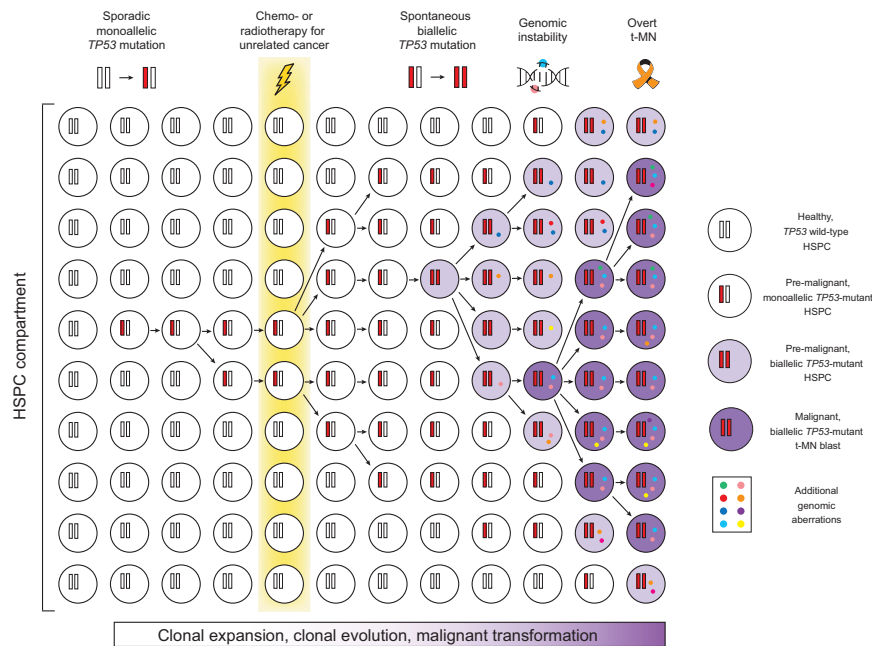 Sporadic
monoallelic
TP53 mutation
Chemo- or
radiotherapy for
unrelated cancer
Spontaneous
biallelic
TP53 mutation
Genomic
instability
Overt
t-MN
HSPC compartment
Healthy,
TP53 wild-type
HSPC
Pre-malignant,
monoallelic TP53-mutant
HSPC
Pre-malignant,
biallelic TP53-mutant
HSPC
Malignant,
biallelic TP53-mutant
t-MN blast
Additional
genomic
aberrations
Clonal expansion, clonal evolution, malignant transformation